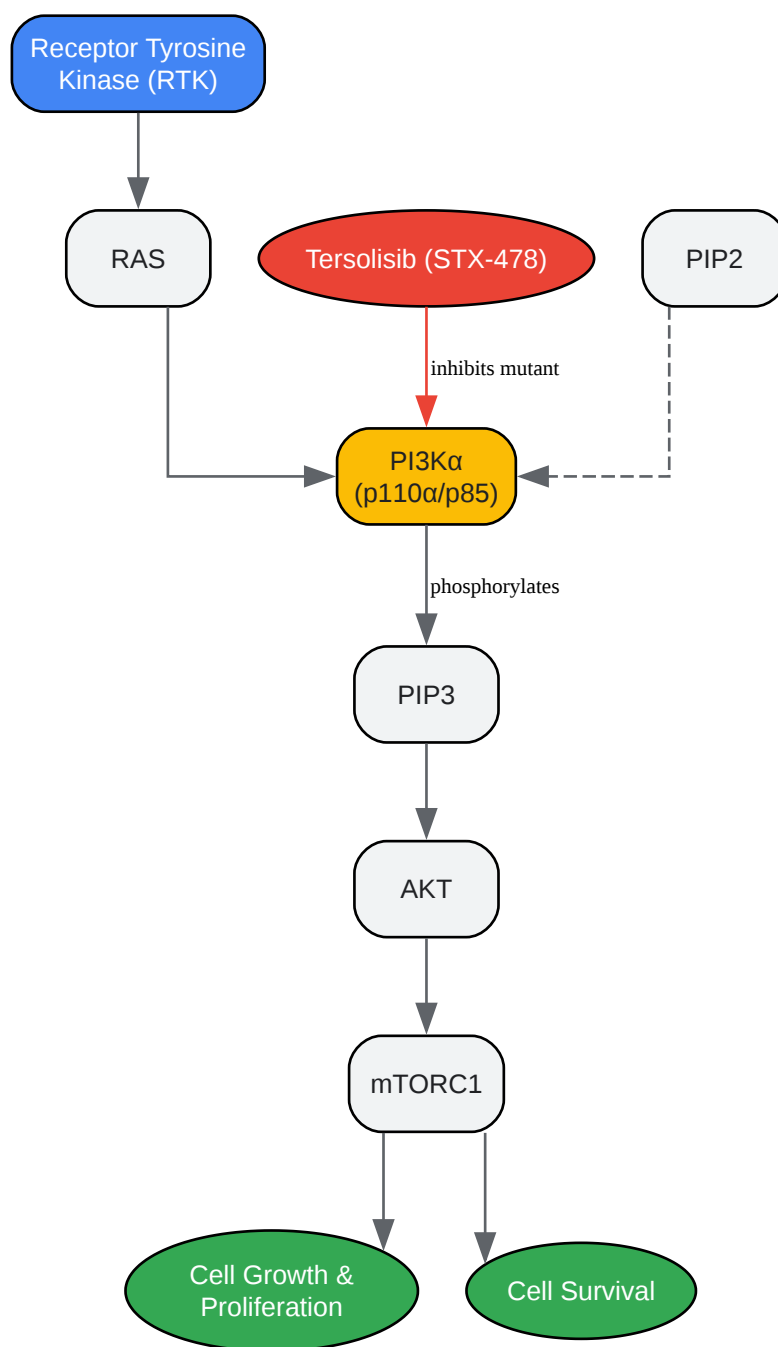 Receptor Tyrosine
Kinase (RTK)
RAS
Tersolisib (STX-478)
PIP2
inhibits mutant
PI3Kα
(p110α/p85)
phosphorylates
PIP3
AKT
mTORC1
Cell Growth &
Proliferation
Cell Survival